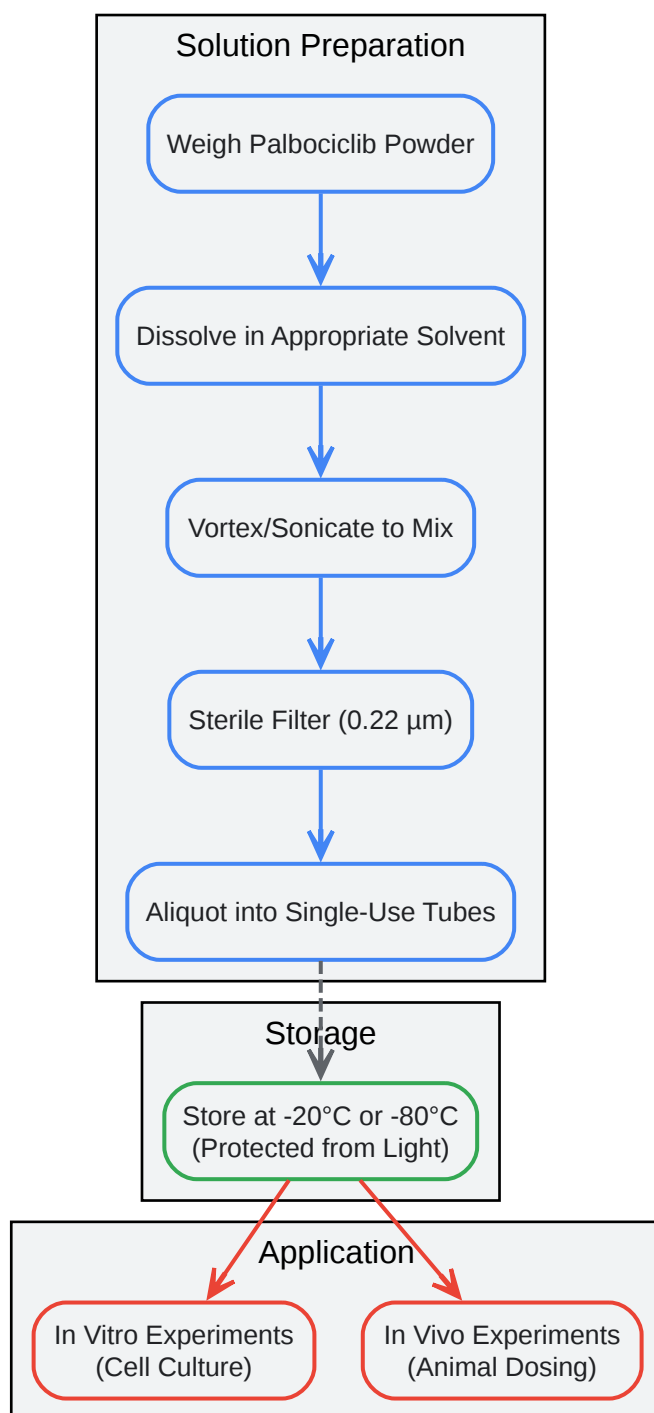 Solution Preparation
Weigh Palbociclib Powder
Dissolve in Appropriate Solvent
Vortex/Sonicate to Mix
Sterile Filter (0.22 µm)
Aliquot into Single-Use Tubes
Storage
Store at -20°C or -80°C
(Protected from Light)
Application
In Vitro Experiments
(Cell Culture)
In Vivo Experiments
(Animal Dosing)